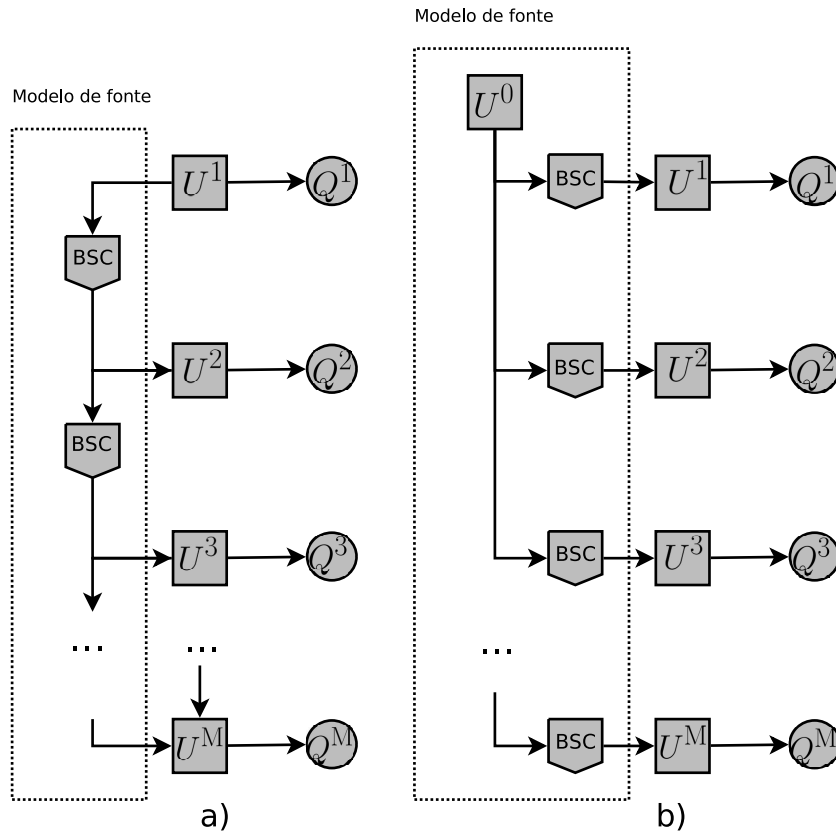 Modelo de fonte
U^1
Q^1
BSC
U^2
Q^2
BSC
U^3
Q^3
...
...
U^M
Q^M
a)
Modelo de fonte
U^0
BSC
U^1
Q^1
BSC
U^2
Q^2
BSC
U^3
Q^3
...
BSC
U^M
Q^M
b)